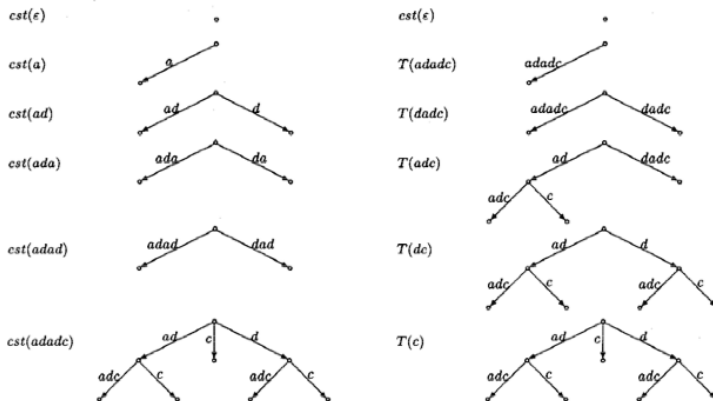 cst(ε) cst(ε)
cst(a) a T(adadc) adadc
cst(ad) ad d T(dadc) adadc dadc
cst(ada) ada da T(adc) ad dadc
adc c
cst(adad) adad dad T(dc) ad d
adc c adc c
cst(adadc) ad c d T(c) ad c d
adc c adc c adc c adc c